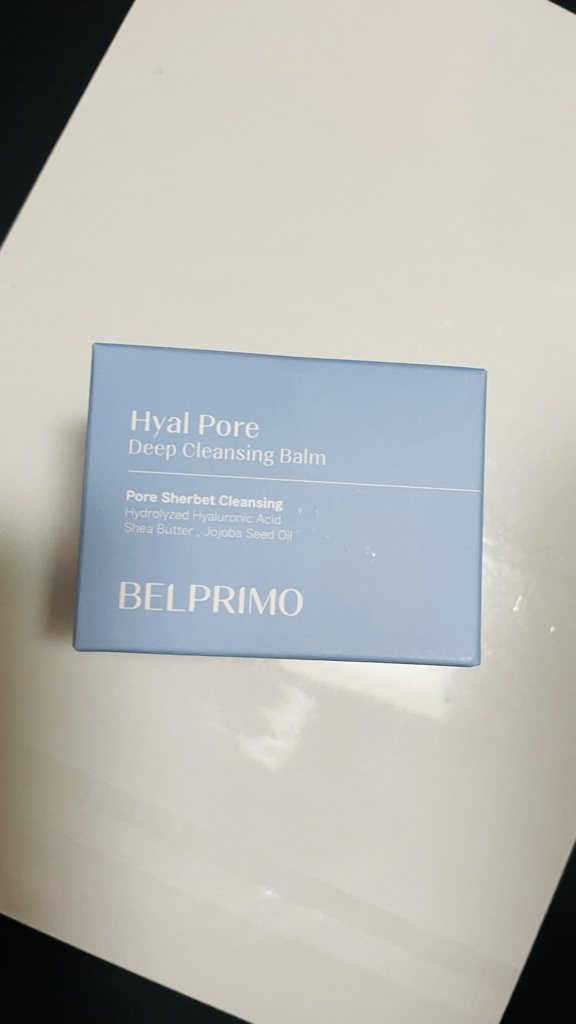 Hyal Pore
Deep Cleansing Balm
Pore Sherbet Cleansing
Hydrolyzed Hyaluronic Acid
Shea Butter , Jojoba Seed Oil
BELPRIMO